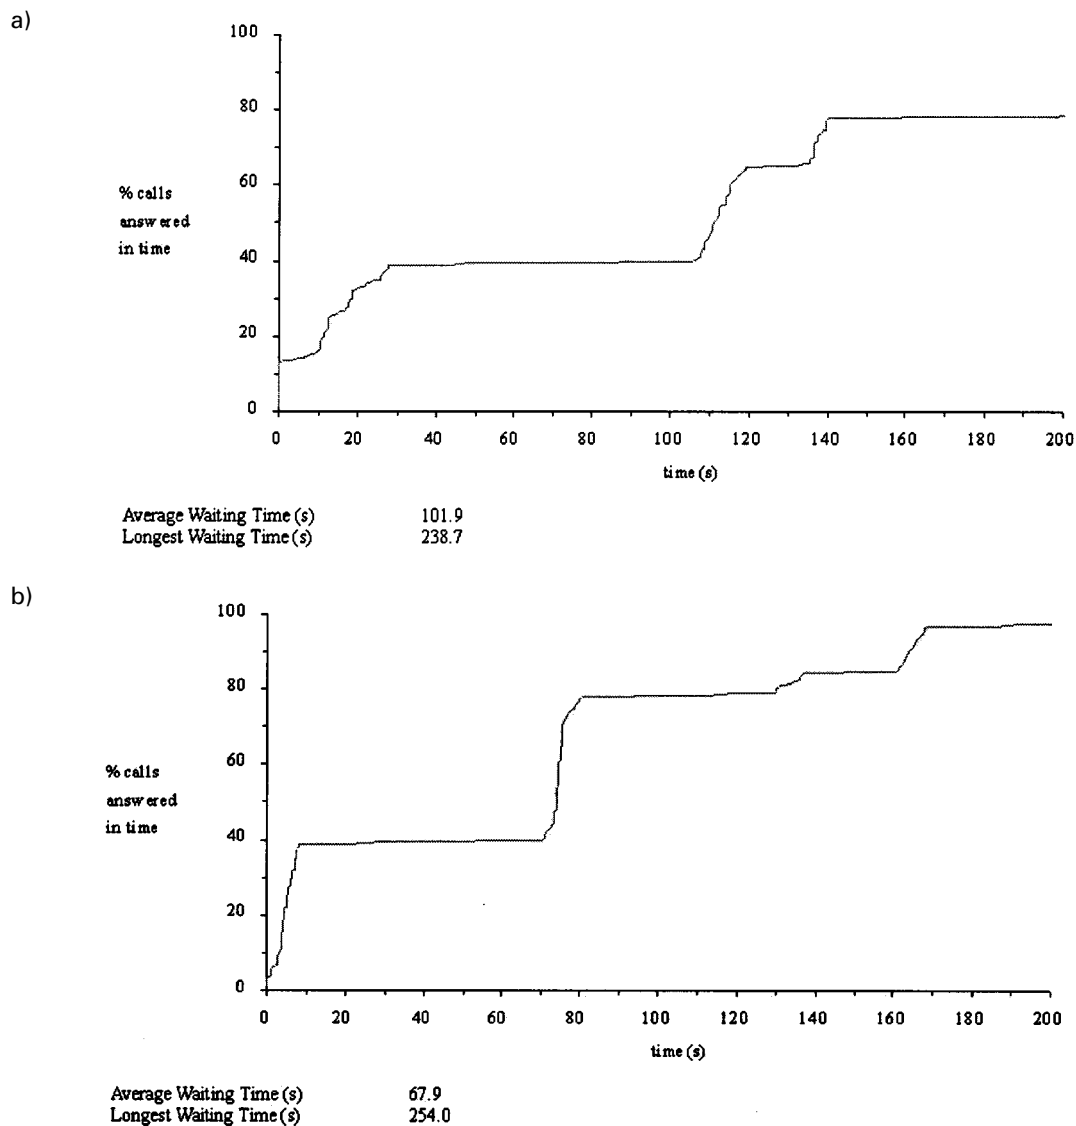 a)
100
80
60
40
20
0
% calls
answered
in time
0 20 40 60 80 100 120 140 160 180 200
time (s)
Average Waiting Time (s) 101.9
Longest Waiting Time (s) 238.7
b)
100
80
60
40
20
0
% calls
answered
in time
0 20 40 60 80 100 120 140 160 180 200
time (s)
Average Waiting Time (s) 67.9
Longest Waiting Time (s) 254.0